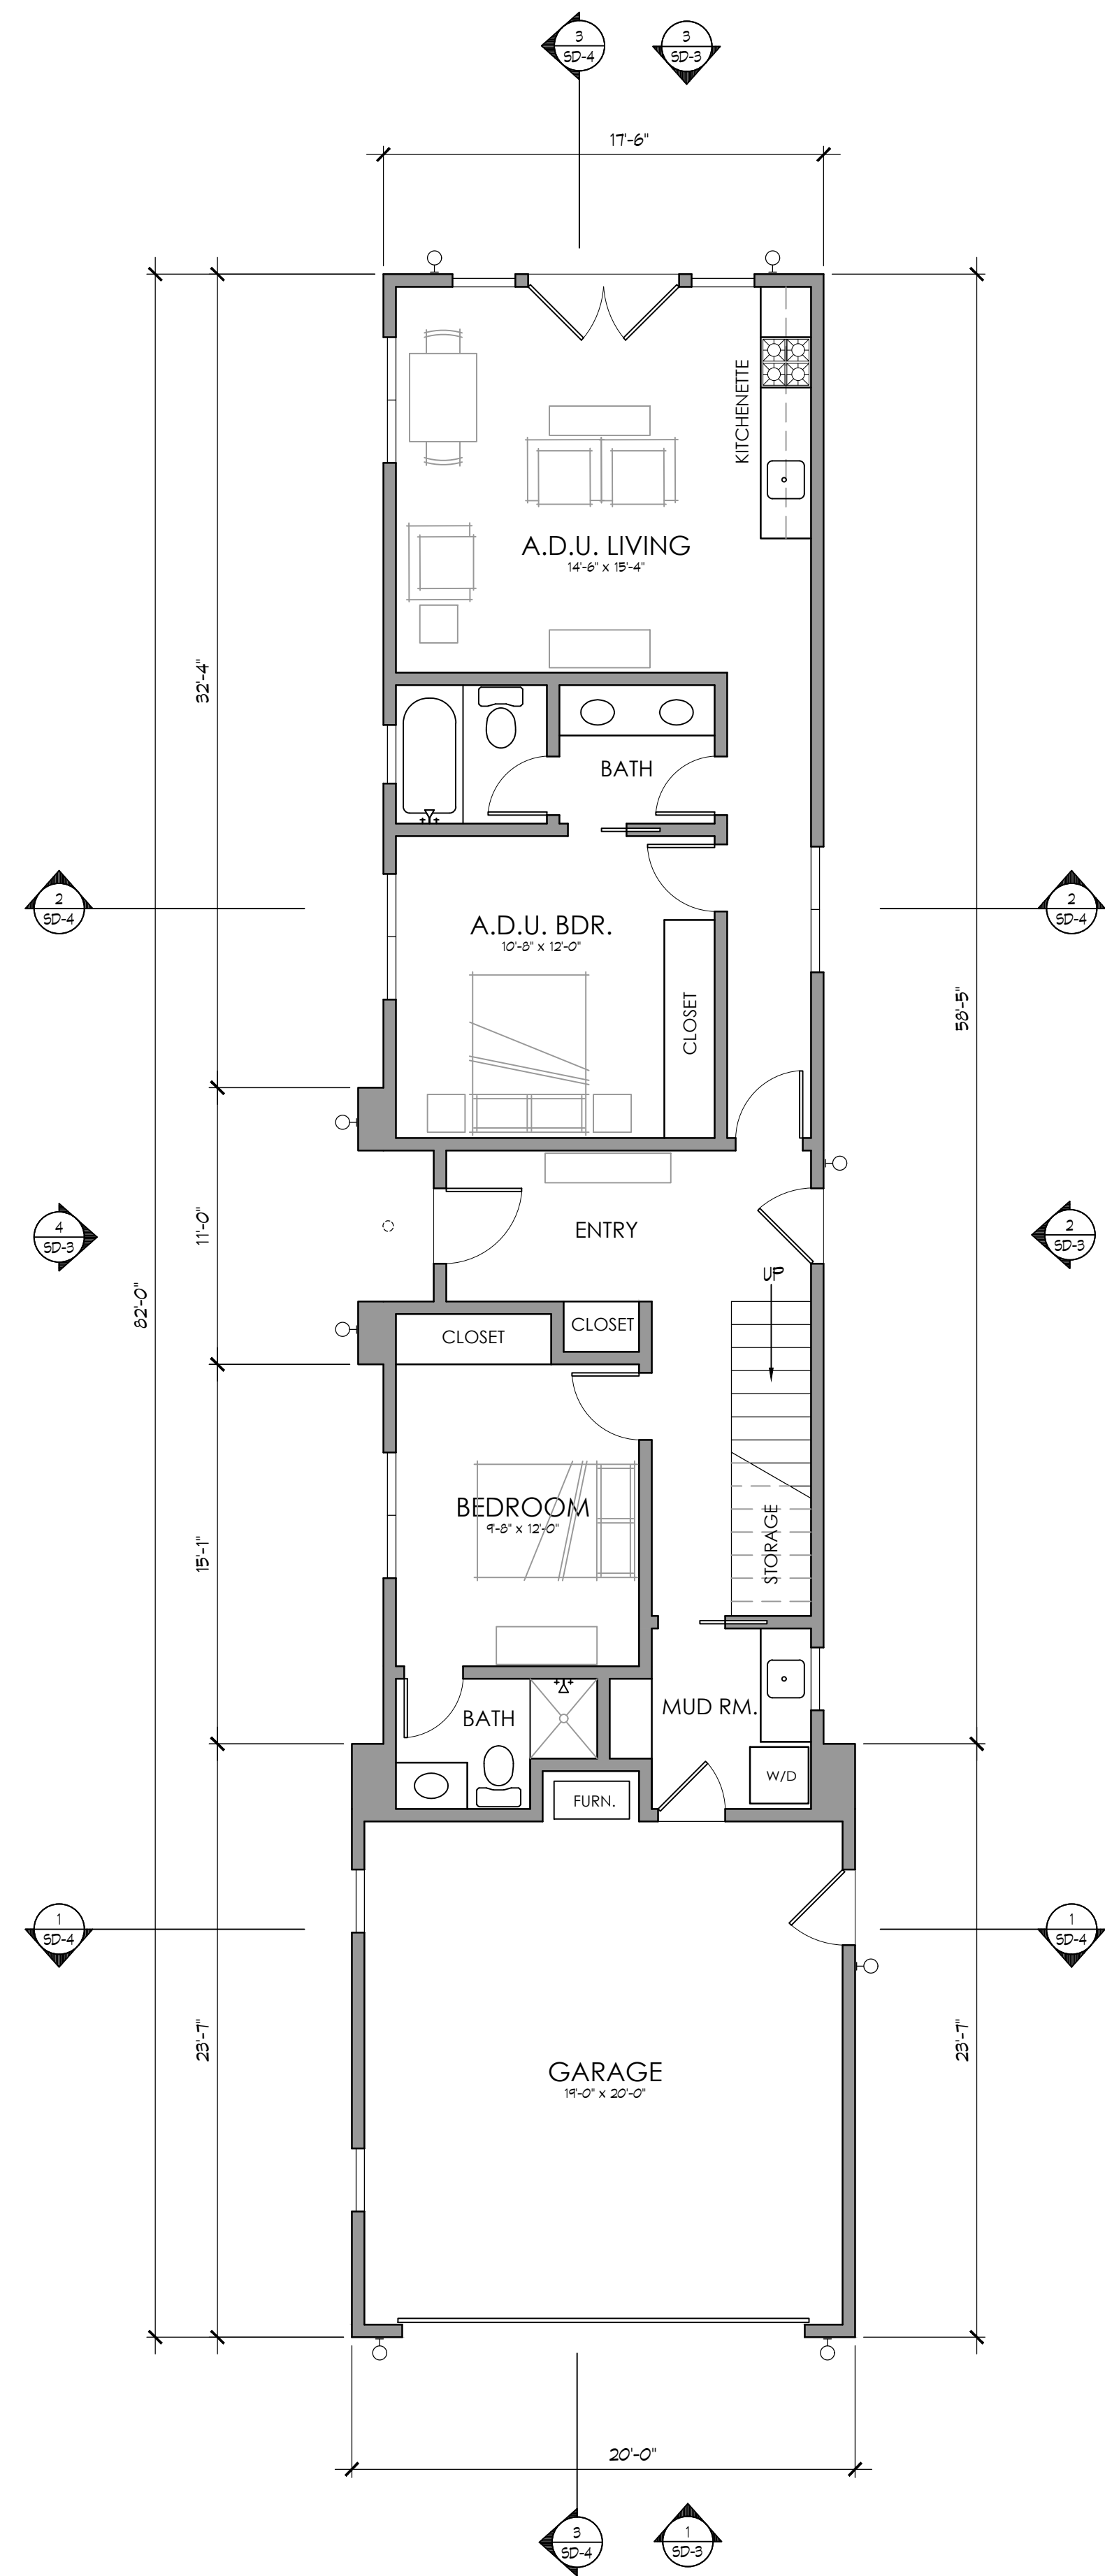 3
SD-4
3
SD-3
17'-6"
KITCHENETTE
A.D.U. LIVING
14'-6" x 15'-4"
32'-4"
BATH
2
SD-4
2
SD-4
A.D.U. BDR.
10'-8" x 12'-0"
CLOSET
58'-5"
11'-0"
4
SD-3
ENTRY
2
SD-3
82'-0"
UP
CLOSET
CLOSET
BEDROOM
9'-8" x 12'-0"
STORAGE
15'-1"
MUD RM.
BATH
W/D
FURN.
1
SD-4
1
SD-4
23'-7"
23'-7"
GARAGE
19'-0" x 20'-0"
20'-0"
3
SD-4
1
SD-3